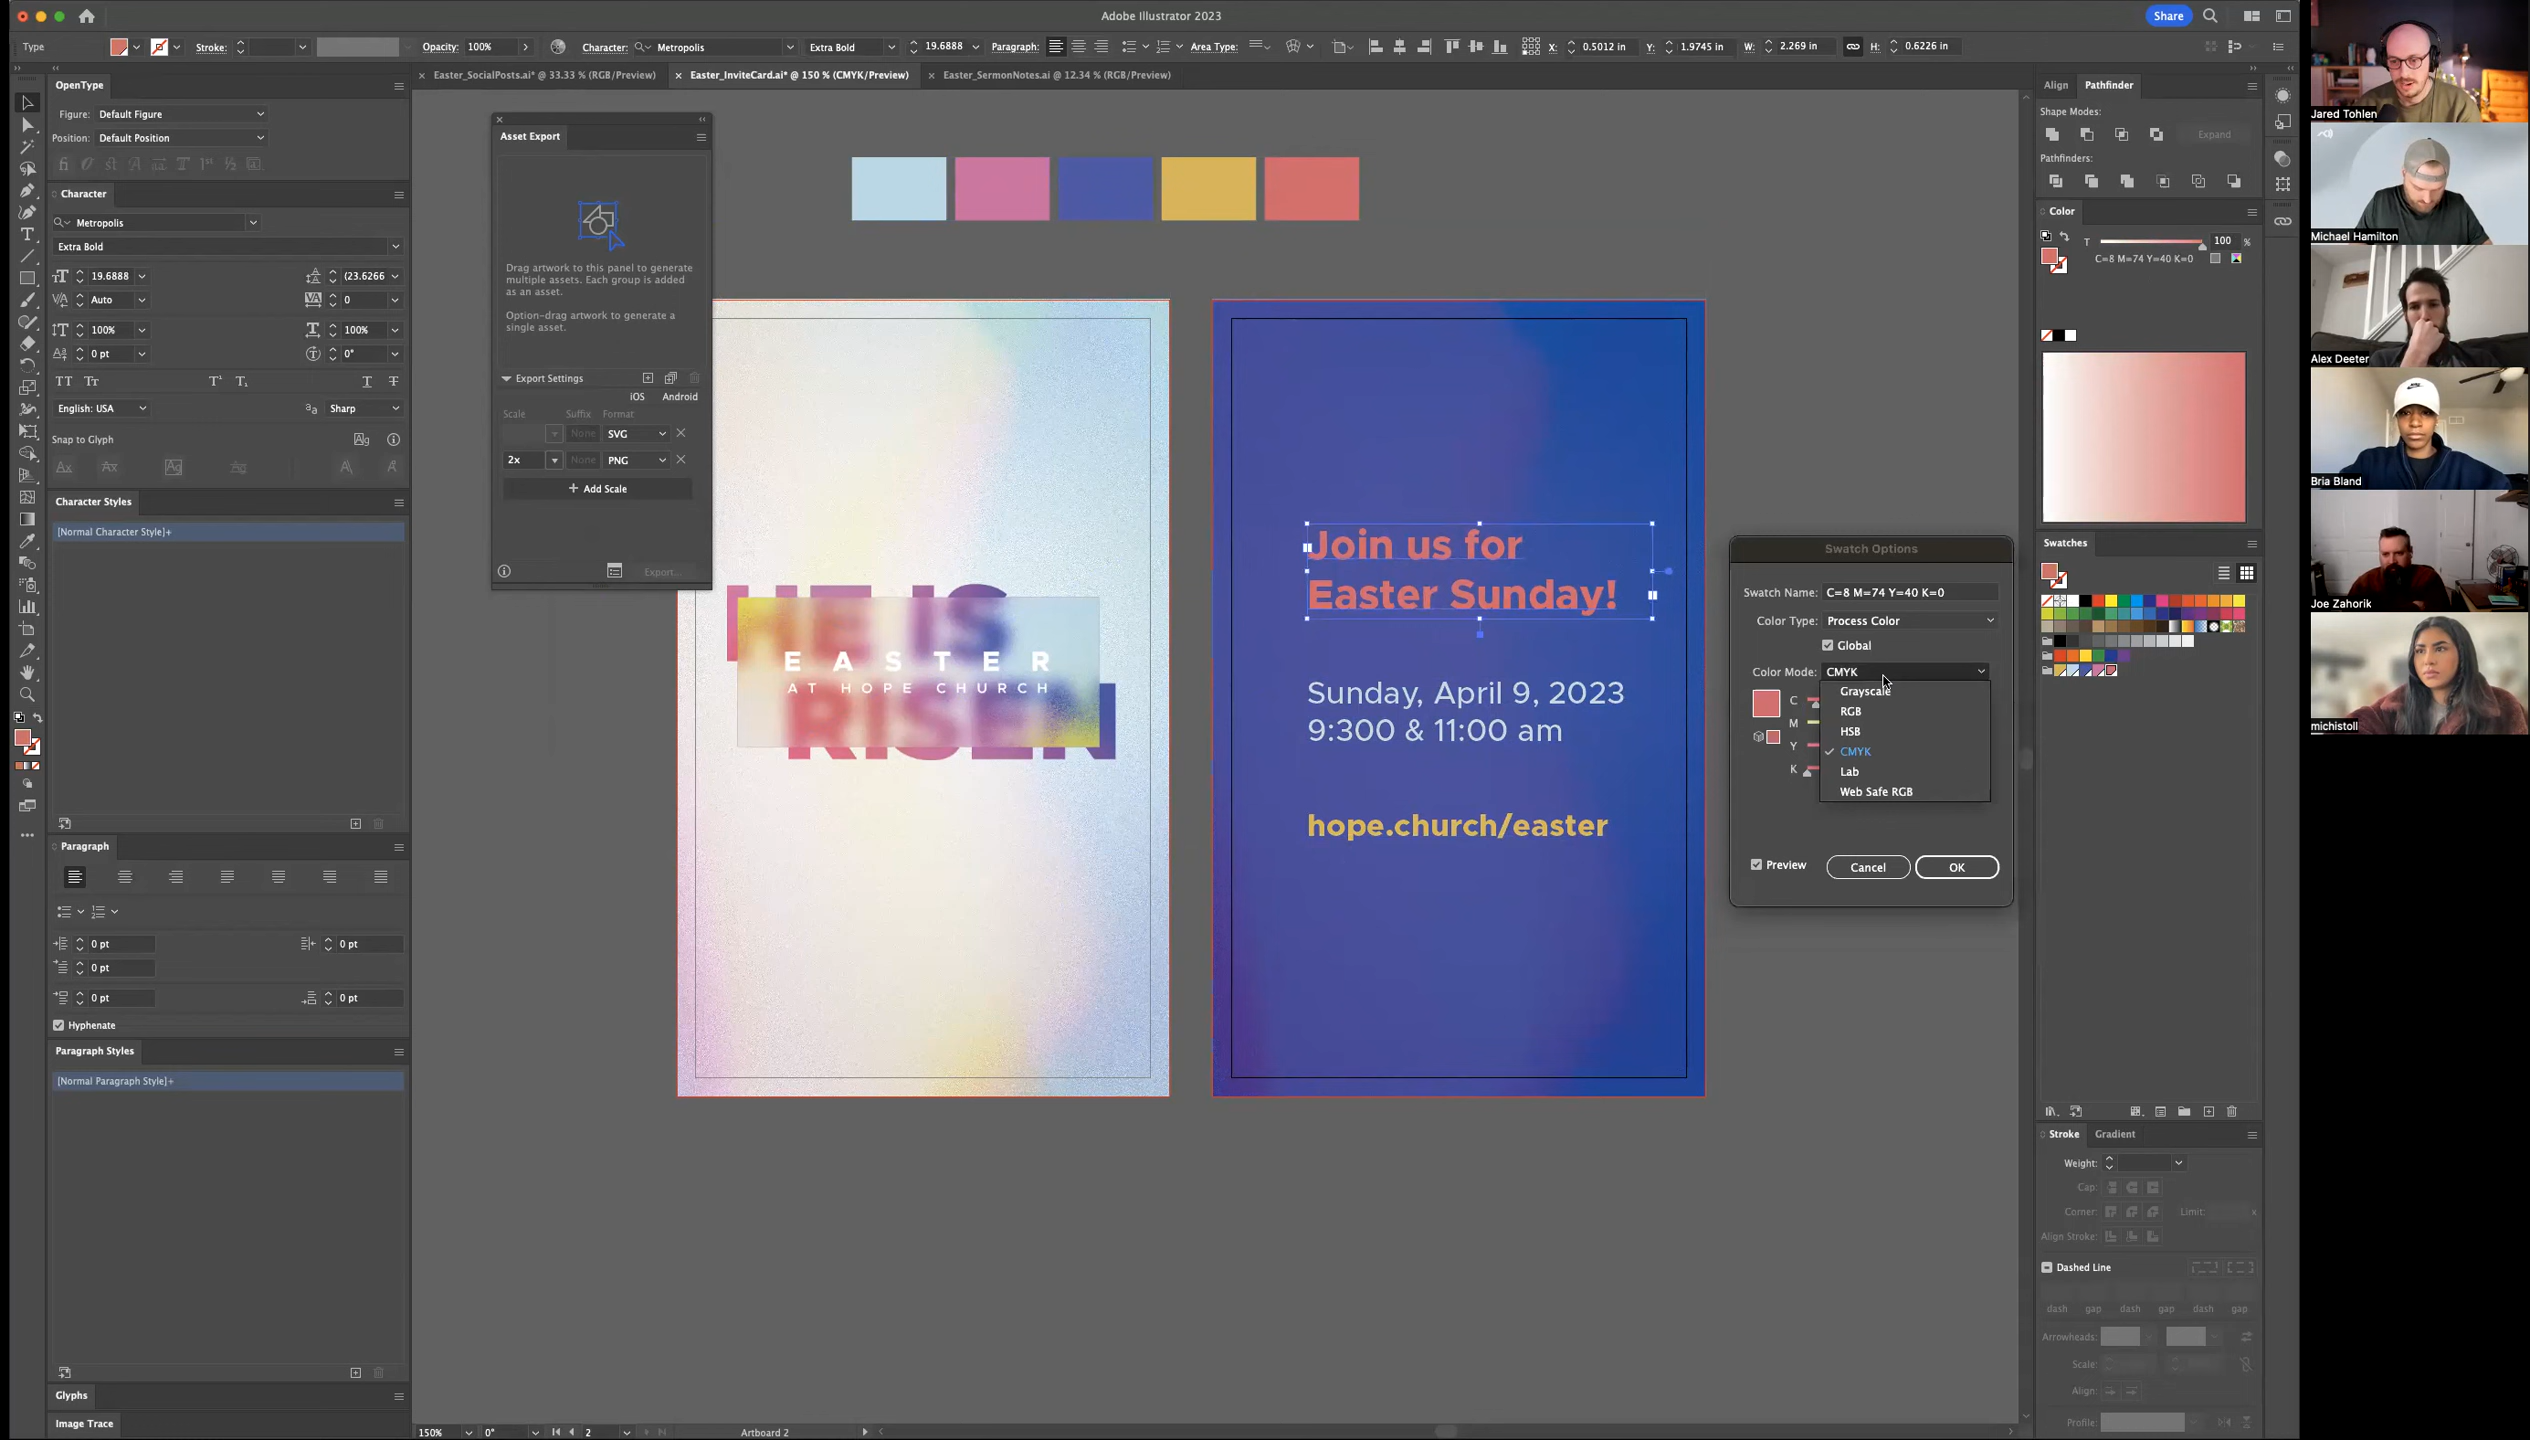 Adobe Illustrator 2023
Share
Type
Stroke:
Opacity: 100%
Character: Metropolis
Extra Bold
19.6888
Paragraph:
Area Type:
X: 0.5012 in
Y: 1.9745 in
W: 2.269 in
H: 0.6226 in
Easter_SocialPosts.ai* @ 33.33 % (RGB/Preview)
Easter_InviteCard.ai* @ 150 % (CMYK/Preview)
Easter_SermonNotes.ai @ 12.34 % (RGB/Preview)
OpenType
Figure: Default Figure
Position: Default Position
Character
Metropolis
Extra Bold
19.6888
(23.6266
Auto
0
100%
100%
0 pt
0°
English: USA
Sharp
Snap to Glyph
Character Styles
[Normal Character Style]+
Paragraph
0 pt
0 pt
0 pt
0 pt
0 pt
Hyphenate
Paragraph Styles
[Normal Paragraph Style]+
Glyphs
Image Trace
Asset Export
Drag artwork to this panel to generate
multiple assets. Each group is added
as an asset.
Option-drag artwork to generate a
single asset.
Export Settings
iOS Android
Scale Suffix Format
None SVG
2x None PNG
+ Add Scale
Export...
HE IS
EASTER
AT HOPE CHURCH
RISEN
Join us for
Easter Sunday!
Sunday, April 9, 2023
9:300 & 11:00 am
hope.church/easter
Swatch Options
Swatch Name: C=8 M=74 Y=40 K=0
Color Type: Process Color
Global
Color Mode: CMYK
Grayscale
RGB
HSB
CMYK
Lab
Web Safe RGB
C
M
Y
K
Preview
Cancel
OK
Align Pathfinder
Shape Modes:
Expand
Pathfinders:
Color
T 100 %
C=8 M=74 Y=40 K=0
Swatches
Stroke Gradient
Weight:
Cap:
Corner: Limit: x
Align Stroke:
Dashed Line
dash gap dash gap dash gap
Arrowheads:
Scale:
Align:
Profile:
150% 0° 2 Artboard 2
Jared Tohlen
Michael Hamilton
Alex Deeter
Bria Bland
Joe Zahorik
michistoll